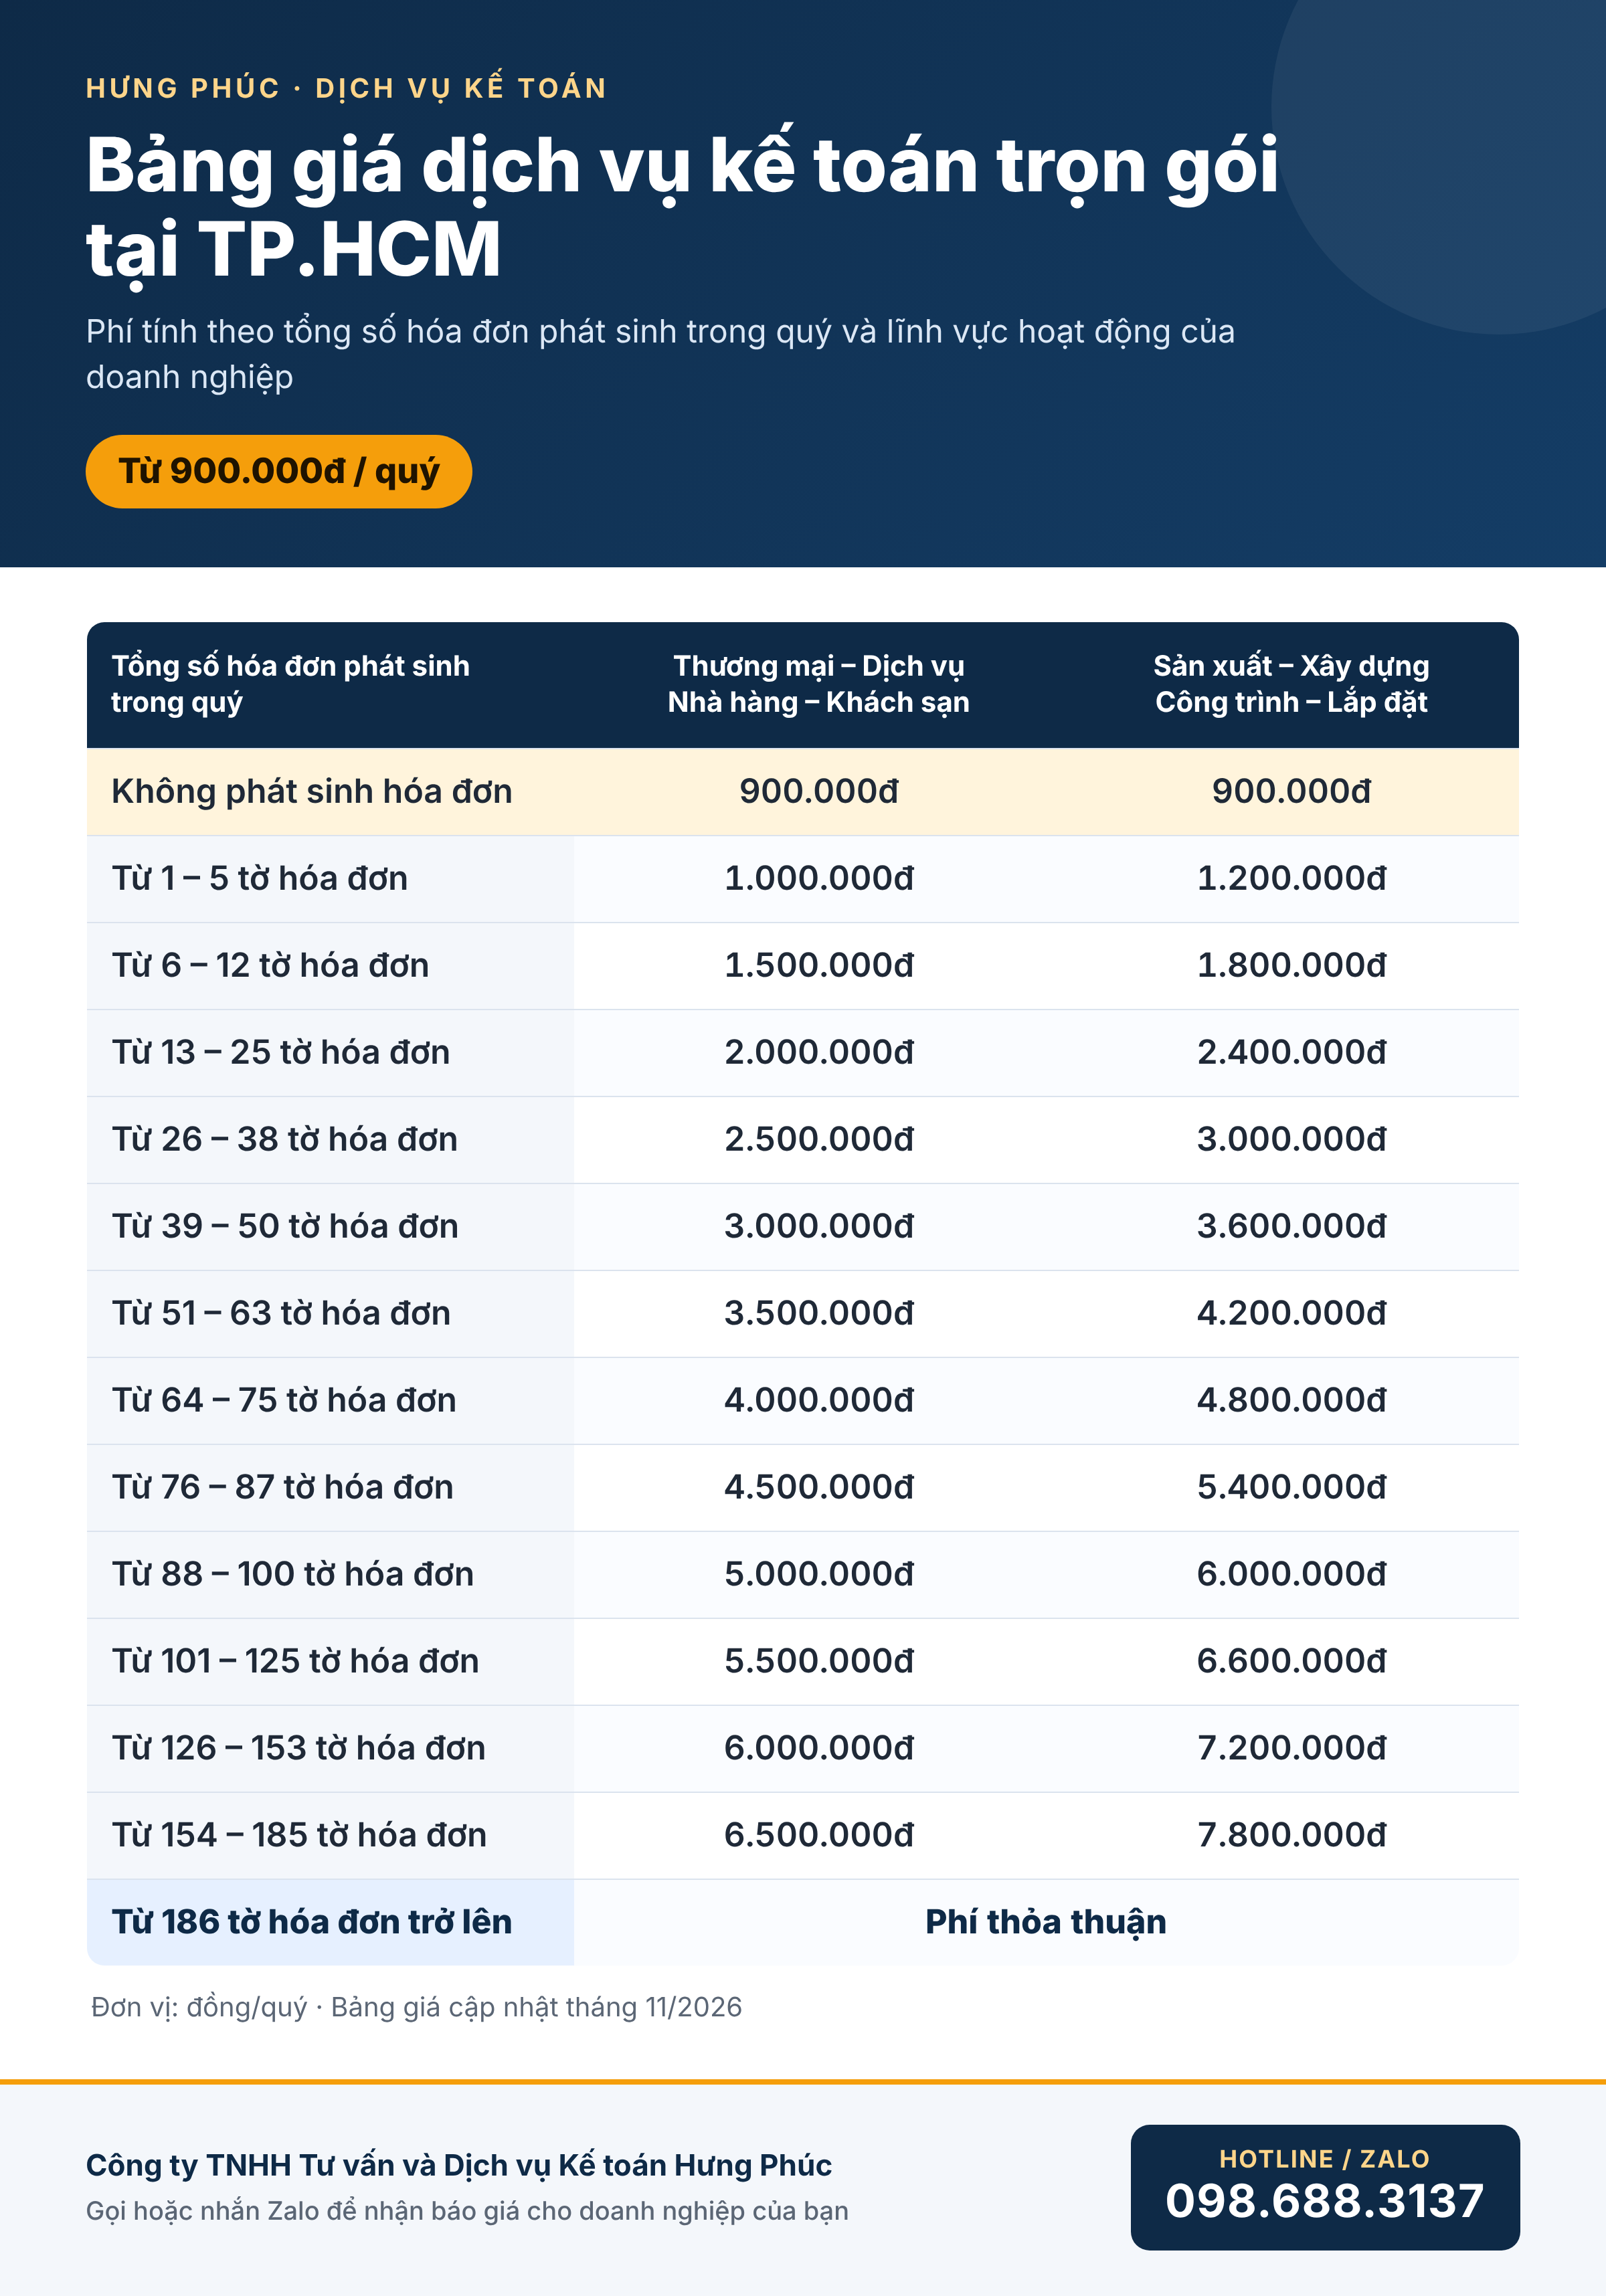 HƯNG PHÚC · DỊCH VỤ KẾ TOÁN
Bảng giá dịch vụ kế toán trọn gói
tại TP.HCM
Phí tính theo tổng số hóa đơn phát sinh trong quý và lĩnh vực hoạt động của
doanh nghiệp
Từ 900.000đ / quý
Tổng số hóa đơn phát sinh
trong quý
Thương mại – Dịch vụ
Nhà hàng – Khách sạn
Sản xuất – Xây dựng
Công trình – Lắp đặt
Không phát sinh hóa đơn 900.000đ 900.000đ
Từ 1 – 5 tờ hóa đơn 1.000.000đ 1.200.000đ
Từ 6 – 12 tờ hóa đơn 1.500.000đ 1.800.000đ
Từ 13 – 25 tờ hóa đơn 2.000.000đ 2.400.000đ
Từ 26 – 38 tờ hóa đơn 2.500.000đ 3.000.000đ
Từ 39 – 50 tờ hóa đơn 3.000.000đ 3.600.000đ
Từ 51 – 63 tờ hóa đơn 3.500.000đ 4.200.000đ
Từ 64 – 75 tờ hóa đơn 4.000.000đ 4.800.000đ
Từ 76 – 87 tờ hóa đơn 4.500.000đ 5.400.000đ
Từ 88 – 100 tờ hóa đơn 5.000.000đ 6.000.000đ
Từ 101 – 125 tờ hóa đơn 5.500.000đ 6.600.000đ
Từ 126 – 153 tờ hóa đơn 6.000.000đ 7.200.000đ
Từ 154 – 185 tờ hóa đơn 6.500.000đ 7.800.000đ
Từ 186 tờ hóa đơn trở lên Phí thỏa thuận
Đơn vị: đồng/quý · Bảng giá cập nhật tháng 11/2026
Công ty TNHH Tư vấn và Dịch vụ Kế toán Hưng Phúc
Gọi hoặc nhắn Zalo để nhận báo giá cho doanh nghiệp của bạn
HOTLINE / ZALO
098.688.3137